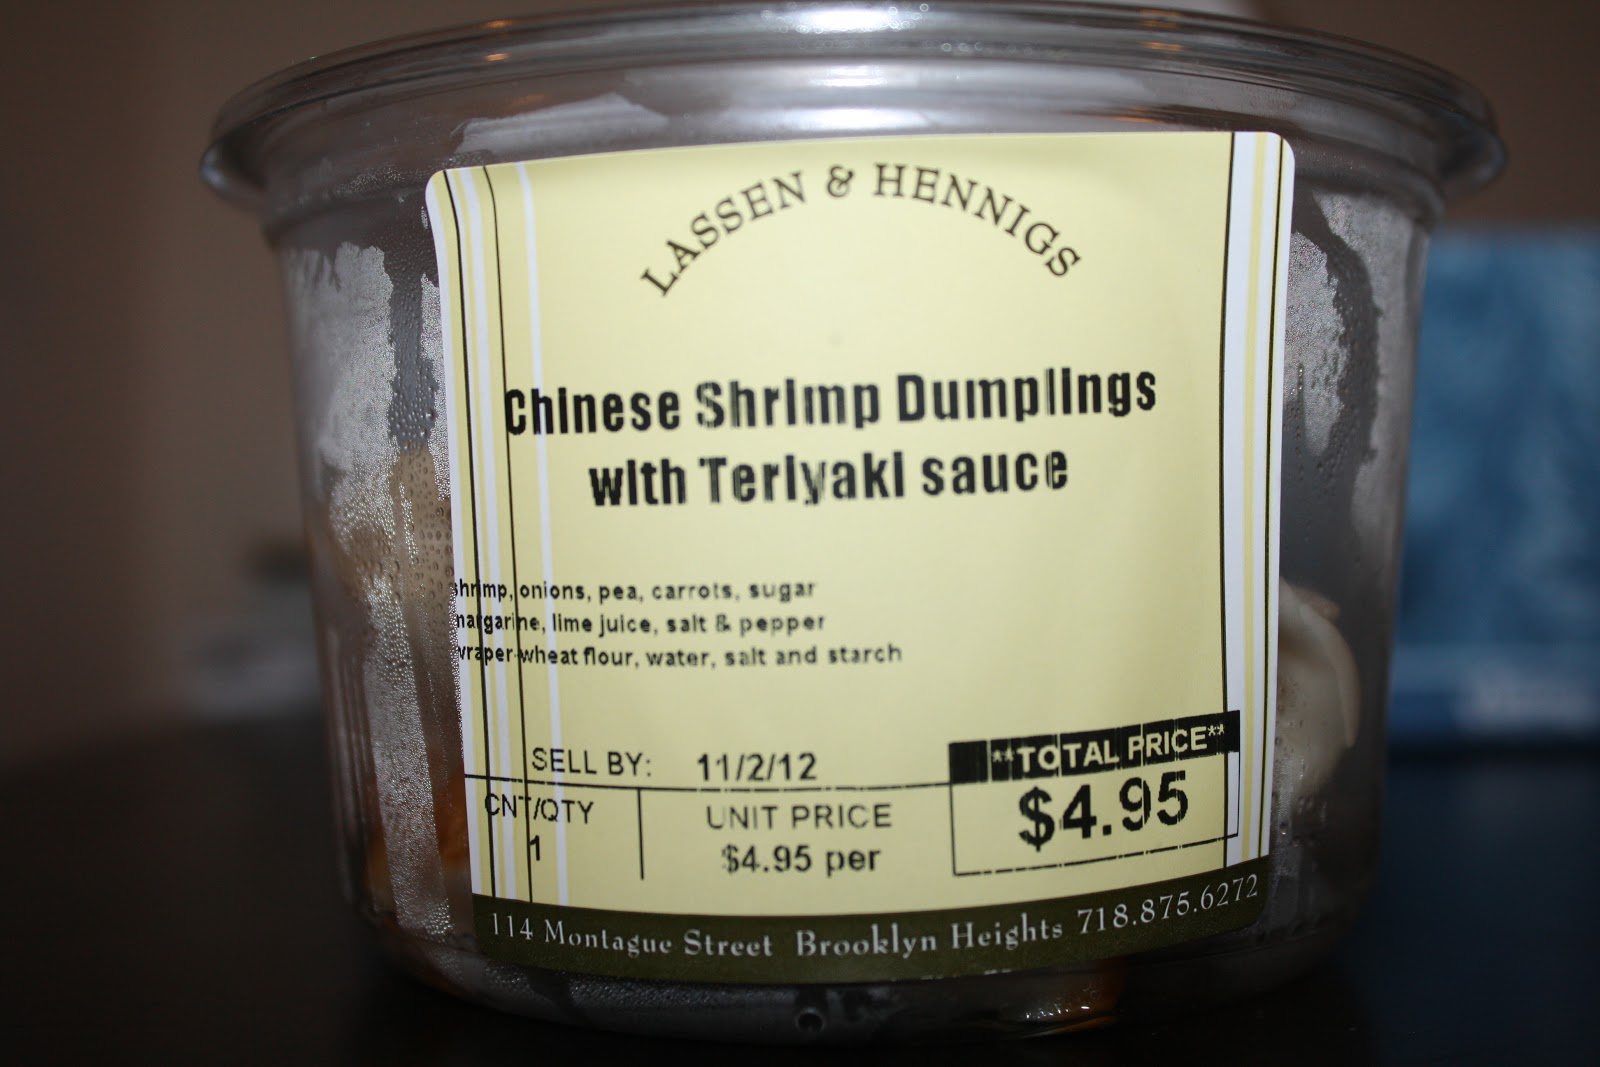 LASSEN & HENNIGS
Chinese Shrimp Dumplings
with Teriyaki sauce
shrimp, onions, pea, carrots, sugar
margarine, lime juice, salt & pepper
wraper-wheat flour, water, salt and starch
SELL BY: 11/2/12
**TOTAL PRICE**
$4.95
CNT/QTY
1
UNIT PRICE
$4.95 per
114 Montague Street Brooklyn Heights 718.875.6272